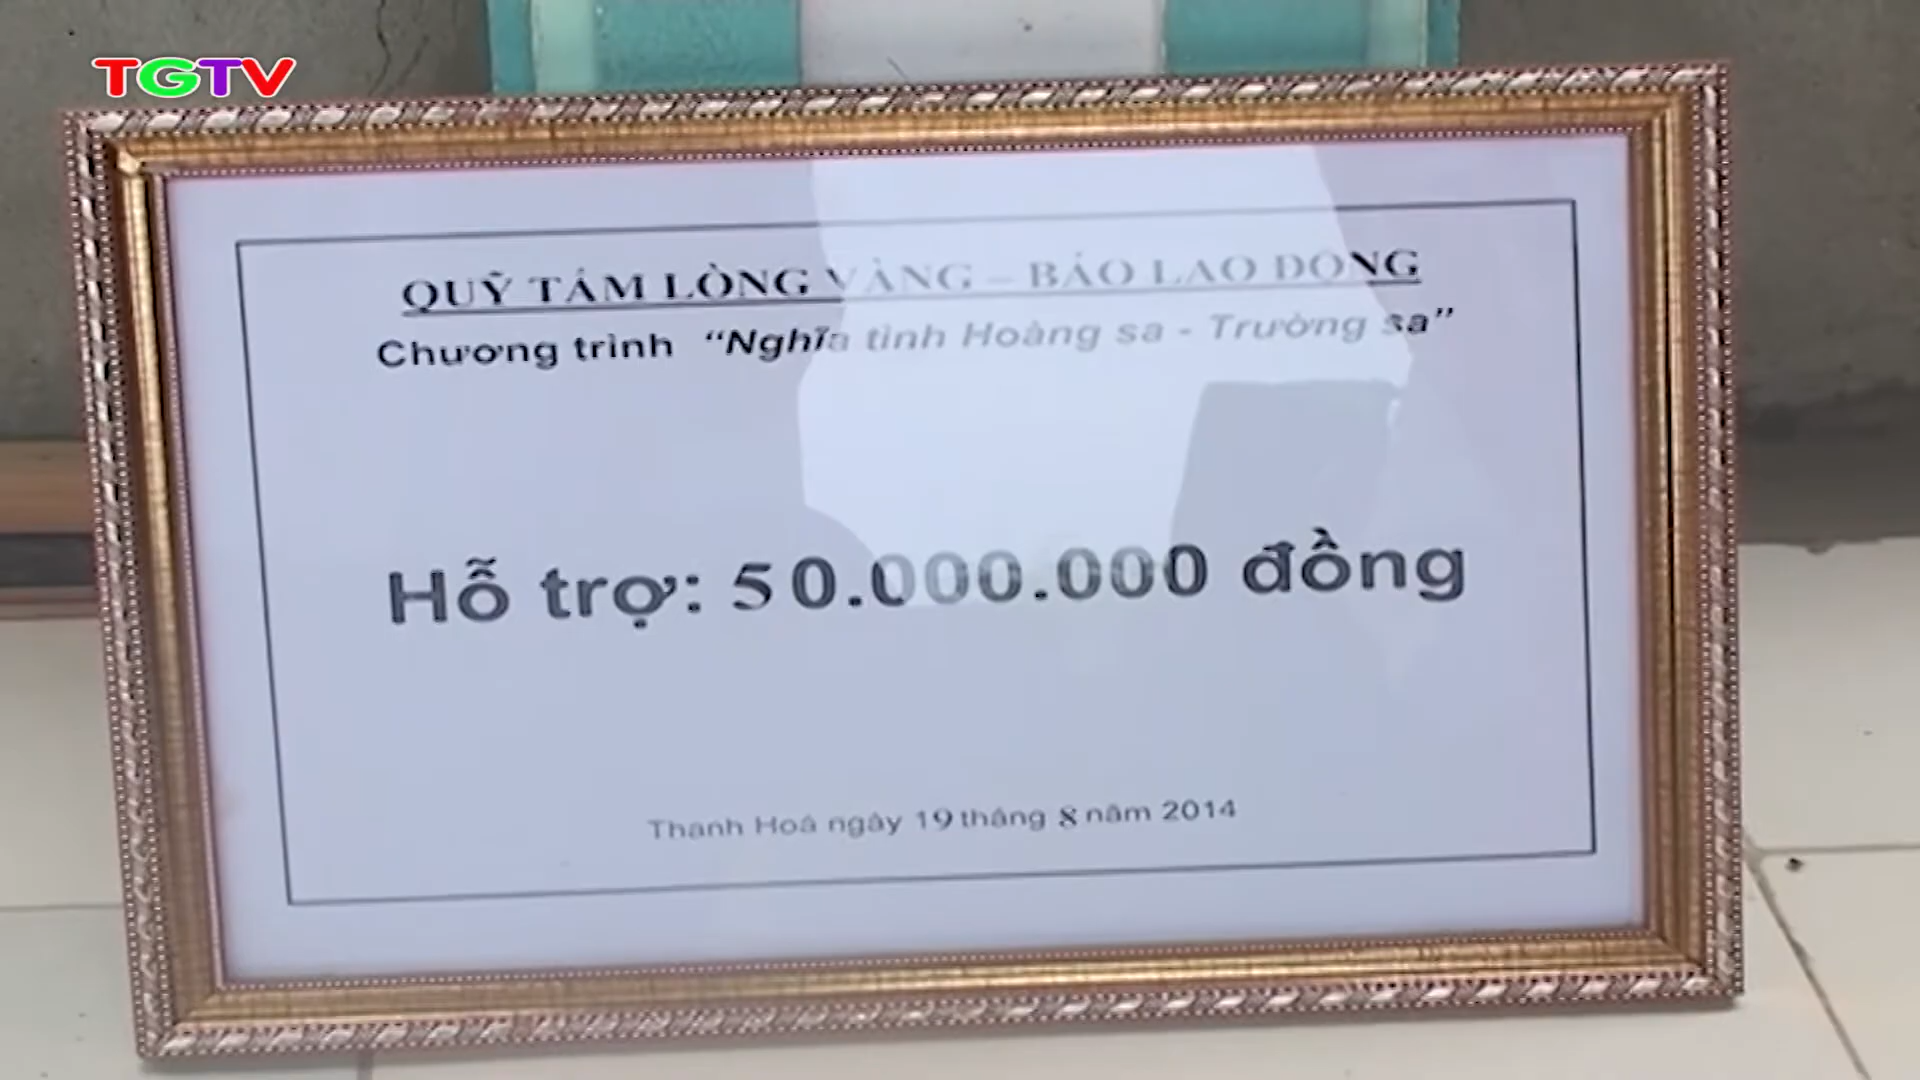 TGTV
QUỸ TẤM LÒNG VÀNG – BÁO LAO ĐỘNG
Chương trình “Nghĩa tình Hoàng sa - Trường sa”
Hỗ trợ: 50.000.000 đồng
Thanh Hoá ngày 19 tháng 8 năm 2014